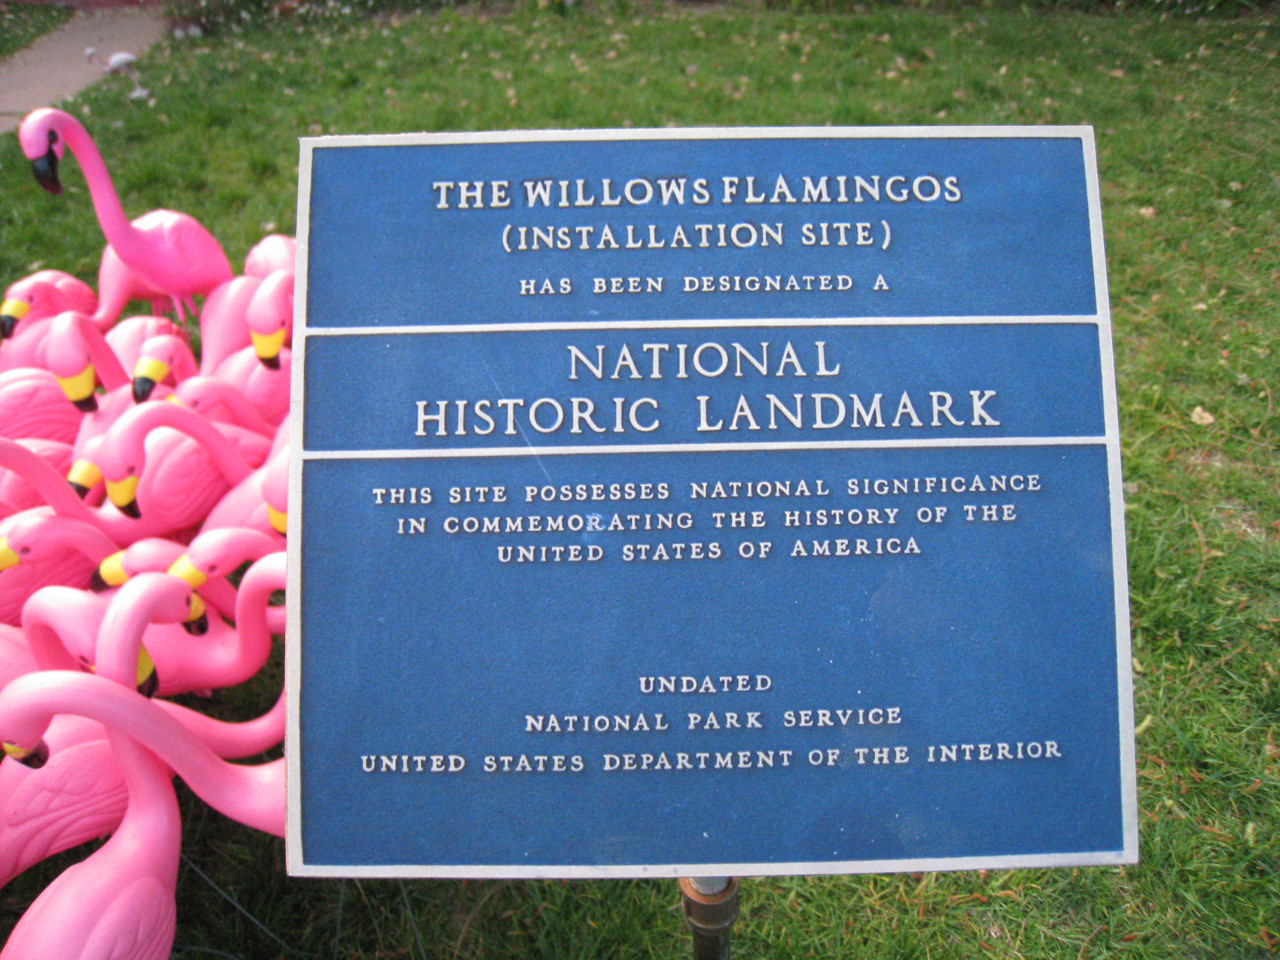 THE WILLOWS FLAMINGOS
(INSTALLATION SITE)
HAS BEEN DESIGNATED A
NATIONAL
HISTORIC LANDMARK
THIS SITE POSSESSES NATIONAL SIGNIFICANCE
IN COMMEMORATING THE HISTORY OF THE
UNITED STATES OF AMERICA
UNDATED
NATIONAL PARK SERVICE
UNITED STATES DEPARTMENT OF THE INTERIOR